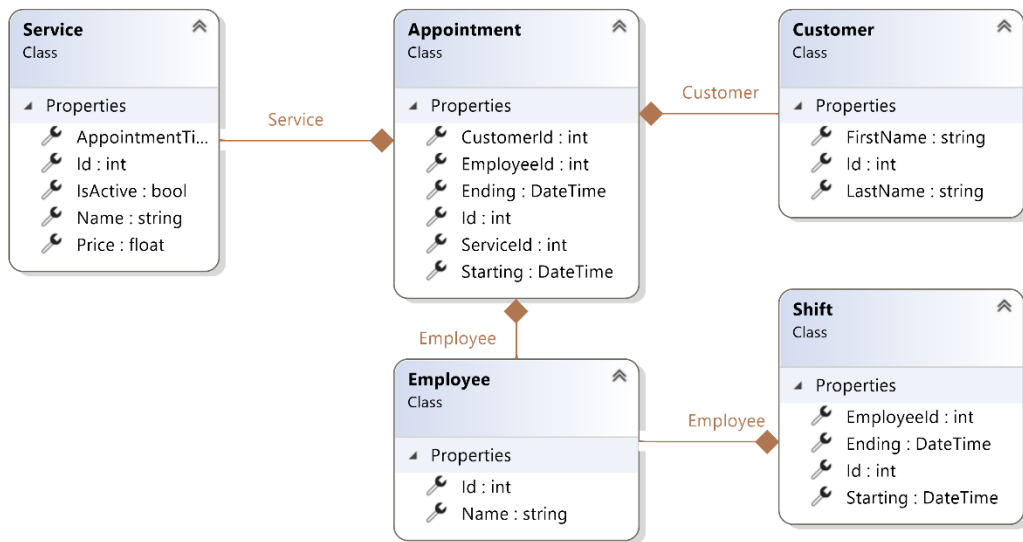 Service
Class
Properties
AppointmentTi...
Id : int
IsActive : bool
Name : string
Price : float
Service
Appointment
Class
Properties
CustomerId : int
EmployeeId : int
Ending : DateTime
Id : int
ServiceId : int
Starting : DateTime
Customer
Customer
Class
Properties
FirstName : string
Id : int
LastName : string
Employee
Employee
Class
Properties
Id : int
Name : string
Employee
Shift
Class
Properties
EmployeeId : int
Ending : DateTime
Id : int
Starting : DateTime